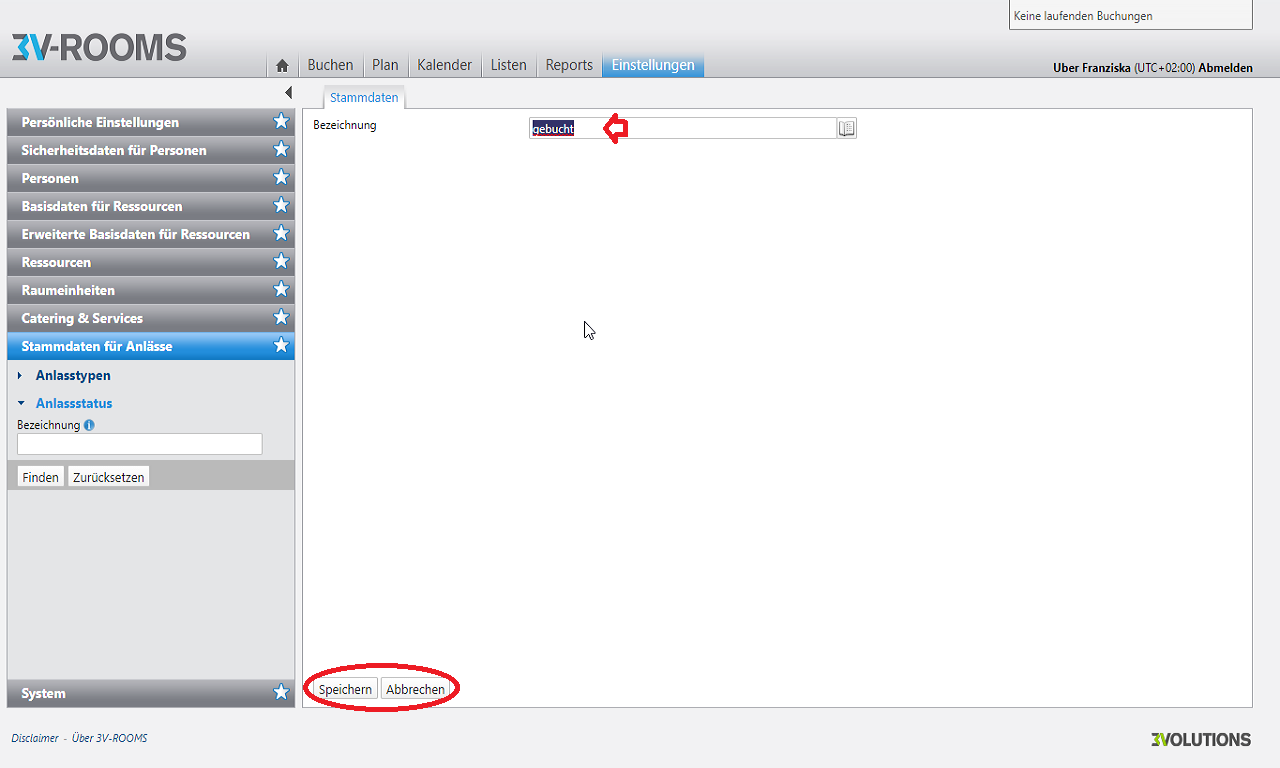 Keine laufenden Buchungen
3V-ROOMS
Buchen Plan Kalender Listen Reports Einstellungen
Uber Franziska (UTC+02:00) Abmelden
Stammdaten
Persönliche Einstellungen
Sicherheitsdaten für Personen
Personen
Basisdaten für Ressourcen
Erweiterte Basisdaten für Ressourcen
Ressourcen
Raumeinheiten
Catering & Services
Stammdaten für Anlässe
Anlasstypen
Anlassstatus
Bezeichnung
Finden Zurücksetzen
System
Bezeichnung gebucht
Speichern Abbrechen
Disclaimer - Über 3V-ROOMS
3VOLUTIONS